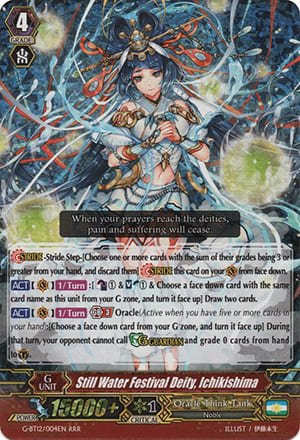 4
GRADE
When your prayers reach the deities,
pain and suffering will cease.
STRIDE -Stride Step-[Choose one or more cards with the sum of their grades being 3 or
greater from your hand, and discard them] STRIDE this card on your from face down.
ACT 1/Turn :[ 1 & Choose a face down card with the same
card name as this unit from your G zone, and turn it face up] Draw two cards.
ACT 1/Turn GB 3 Oracle(Active when you have five or more cards in
your hand):[Choose a face down card from your G zone, and turn it face up] During
that turn, your opponent cannot call G GUARDIAN and grade 0 cards from hand
to G.
G
UNIT
Still Water Festival Deity, Ichikishima
Oracle Think Tank
Noble
POWER
15000+
1
CRITICAL
G-BT12/004EN RRR
ILLUST / 伊藤未生